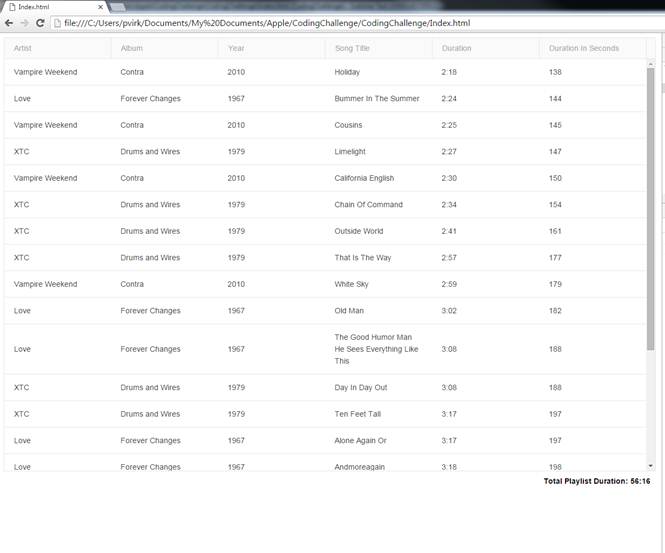 Index.html
file:///C:/Users/pvirk/Documents/My%20Documents/Apple/CodingChallenge/CodingChallenge/Index.html
Artist Album Year Song Title Duration Duration In Seconds
Vampire Weekend Contra 2010 Holiday 2:18 138
Love Forever Changes 1967 Bummer In The Summer 2:24 144
Vampire Weekend Contra 2010 Cousins 2:25 145
XTC Drums and Wires 1979 Limelight 2:27 147
Vampire Weekend Contra 2010 California English 2:30 150
XTC Drums and Wires 1979 Chain Of Command 2:34 154
XTC Drums and Wires 1979 Outside World 2:41 161
XTC Drums and Wires 1979 That Is The Way 2:57 177
Vampire Weekend Contra 2010 White Sky 2:59 179
Love Forever Changes 1967 Old Man 3:02 182
The Good Humor Man
Love Forever Changes 1967 He Sees Everything Like 3:08 188
This
XTC Drums and Wires 1979 Day In Day Out 3:08 188
XTC Drums and Wires 1979 Ten Feet Tall 3:17 197
Love Forever Changes 1967 Alone Again Or 3:17 197
Love Forever Changes 1967 Andmoreagain 3:18 198
Total Playlist Duration: 56:16